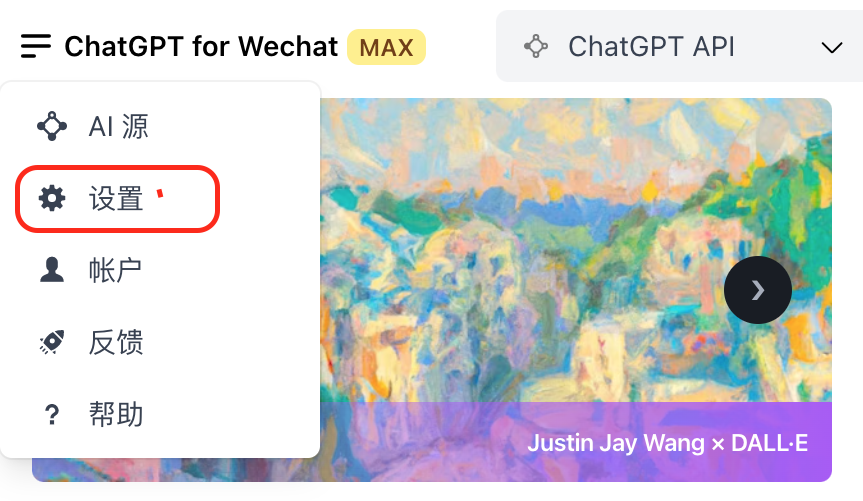 ChatGPT for Wechat MAX
ChatGPT API
AI 源
设置
帐户
反馈
?
帮助
Justin Jay Wang × DALL·E